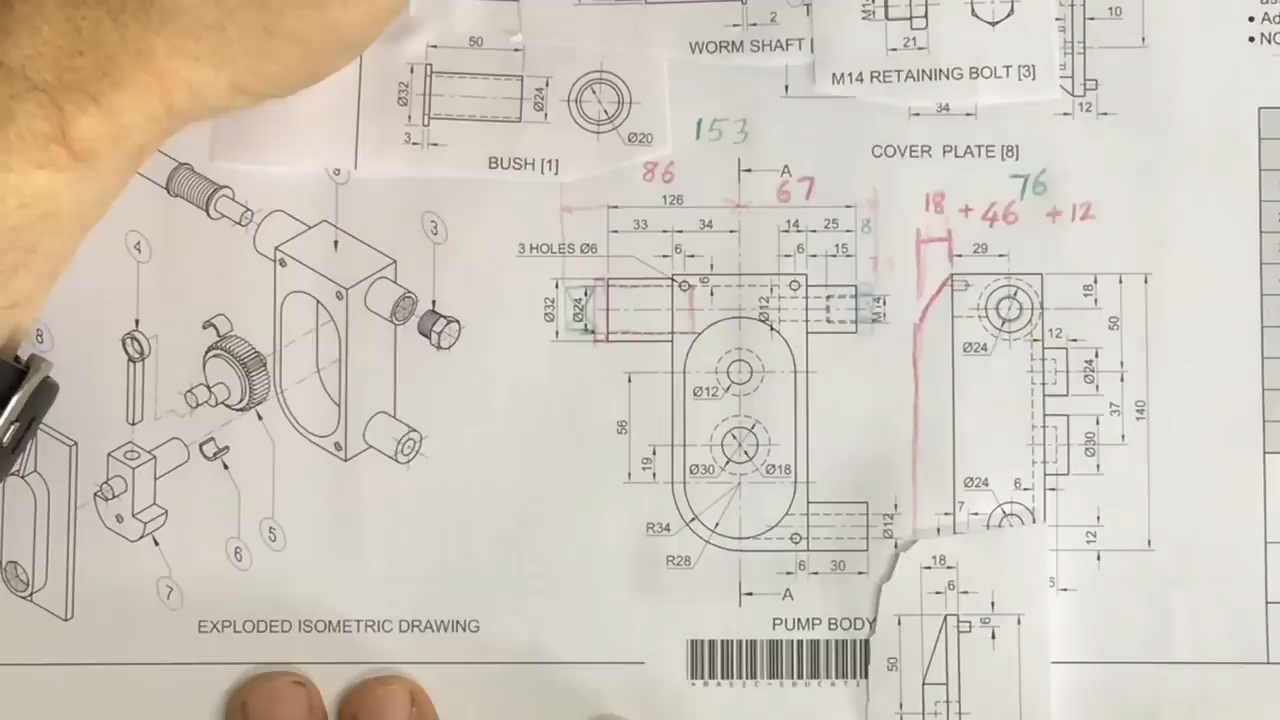 10
M14
2
WORM SHAFT [
21
M14 RETAINING BOLT [3]
• Ad
• NO
50
Ø32
Ø24
3
Ø20
BUSH [1]
34
12
COVER PLATE [8]
153
86
A
67
76
18 + 46 + 12
126
8
33
34
14
25
6
6
15
3 HOLES Ø6
29
6
18
50
Ø32
Ø24
Ø12
M14
Ø24
12
Ø24
Ø12
37
140
56
19
Ø30
Ø18
Ø30
Ø24
6
R34
7
Ø12
12
R28
6
30
18
6
A
6
PUMP BODY
50
4
3
8
5
6
7
EXPLODED ISOMETRIC DRAWING